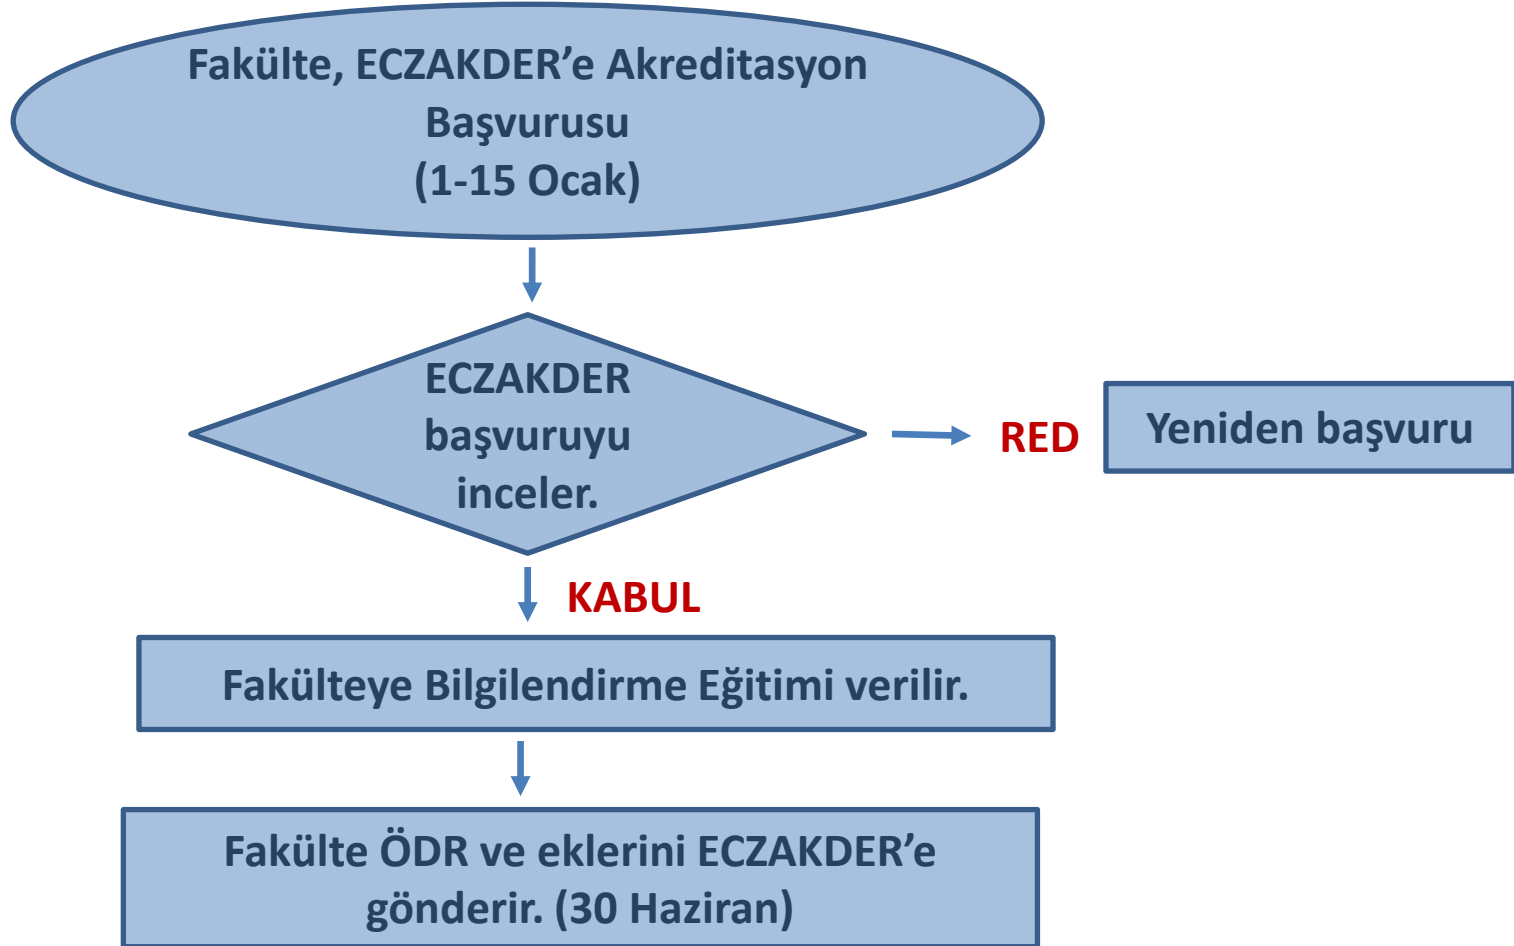 Fakülte, ECZAKDER’e Akreditasyon
Başvurusu
(1-15 Ocak)
ECZAKDER
başvuruyu
inceler.
RED
Yeniden başvuru
KABUL
Fakülteye Bilgilendirme Eğitimi verilir.
Fakülte ÖDR ve eklerini ECZAKDER’e
gönderir. (30 Haziran)